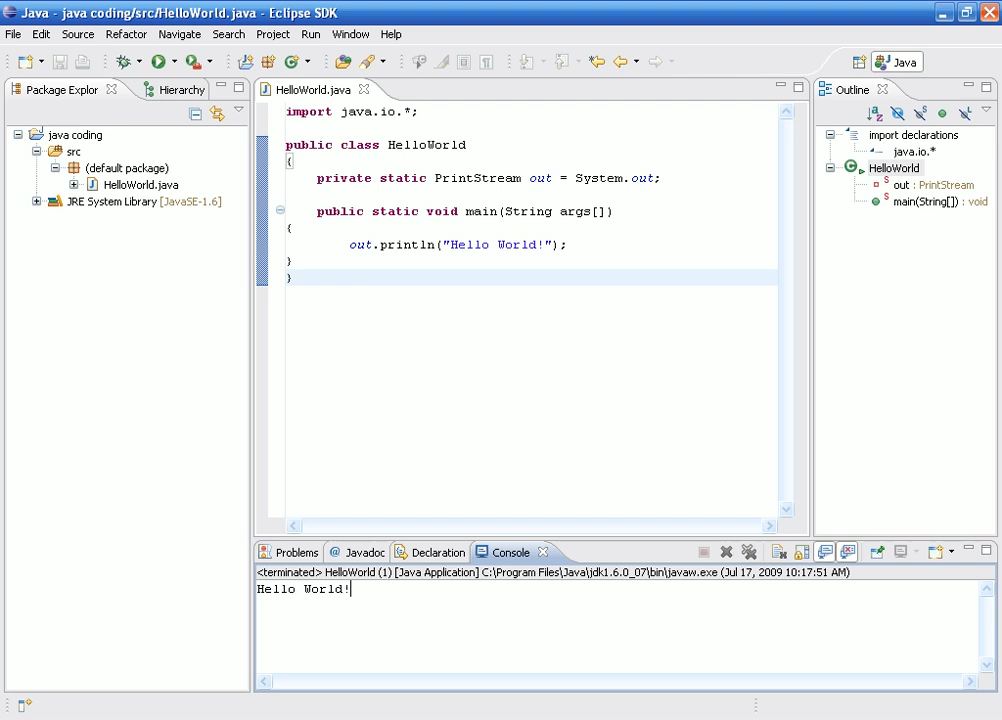 Java - java coding/src/HelloWorld.java - Eclipse SDK
File Edit Source Refactor Navigate Search Project Run Window Help
Java
Package Explor Hierarchy
java coding
src
(default package)
HelloWorld.java
JRE System Library [JavaSE-1.6]
HelloWorld.java
import java.io.*;
public class HelloWorld
{
private static PrintStream out = System.out;
public static void main(String args[])
{
out.println("Hello World!");
}
}
Outline
import declarations
java.io.*
HelloWorld
out : PrintStream
main(String[]) : void
Problems @ Javadoc Declaration Console
<terminated> HelloWorld (1) [Java Application] C:\Program Files\Java\jdk1.6.0_07\bin\javaw.exe (Jul 17, 2009 10:17:51 AM)
Hello World!